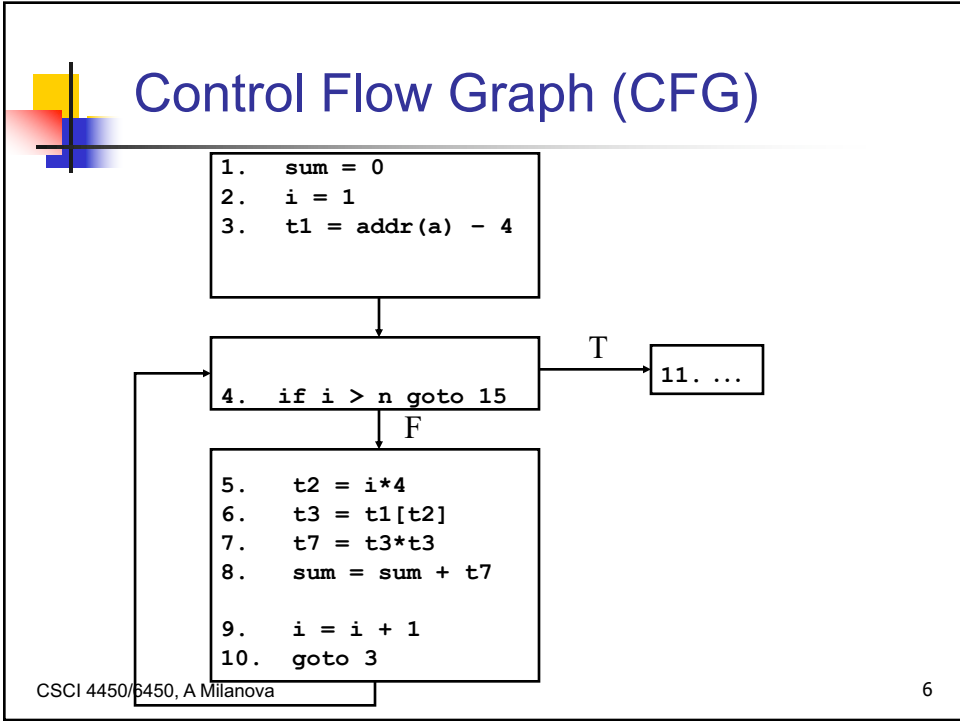 Control Flow Graph (CFG)
1. sum = 0
2. i = 1
3. t1 = addr(a) – 4
4. if i > n goto 15
T
11. …
F
5. t2 = i*4
6. t3 = t1[t2]
7. t7 = t3*t3
8. sum = sum + t7
9. i = i + 1
10. goto 3
CSCI 4450/6450, A Milanova
6